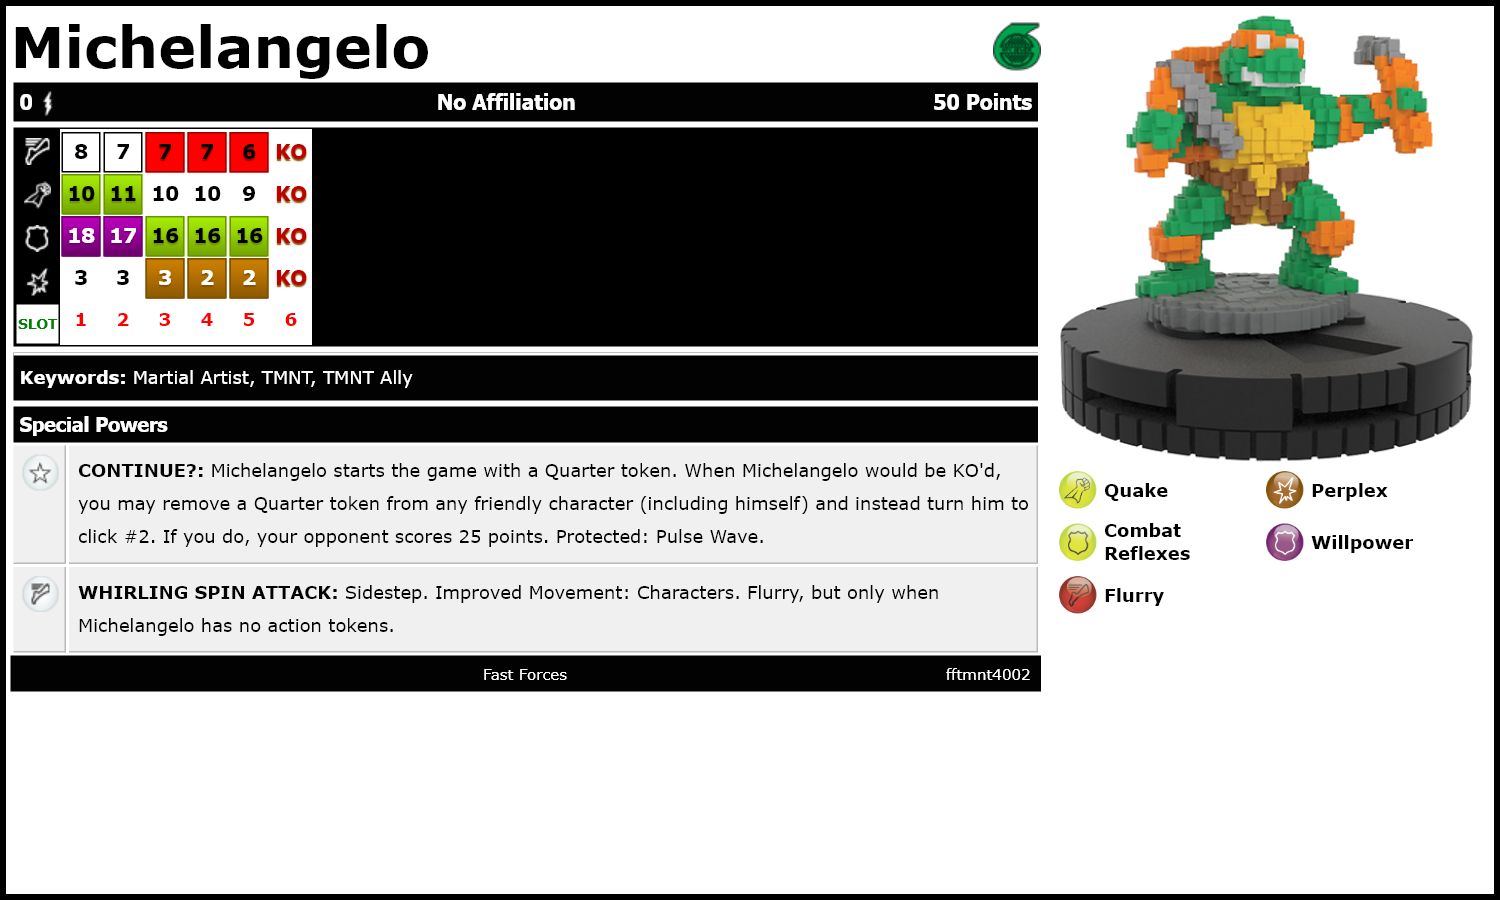 Michelangelo
0 No Affiliation 50 Points
8 7 7 7 6 KO
10 11 10 10 9 KO
18 17 16 16 16 KO
3 3 3 2 2 KO
SLOT 1 2 3 4 5 6
Keywords: Martial Artist, TMNT, TMNT Ally
Special Powers
CONTINUE?: Michelangelo starts the game with a Quarter token. When Michelangelo would be KO'd,
you may remove a Quarter token from any friendly character (including himself) and instead turn him to
click #2. If you do, your opponent scores 25 points. Protected: Pulse Wave.
WHIRLING SPIN ATTACK: Sidestep. Improved Movement: Characters. Flurry, but only when
Michelangelo has no action tokens.
Fast Forces fftmnt4002
Quake Perplex
Combat
Reflexes
Willpower
Flurry